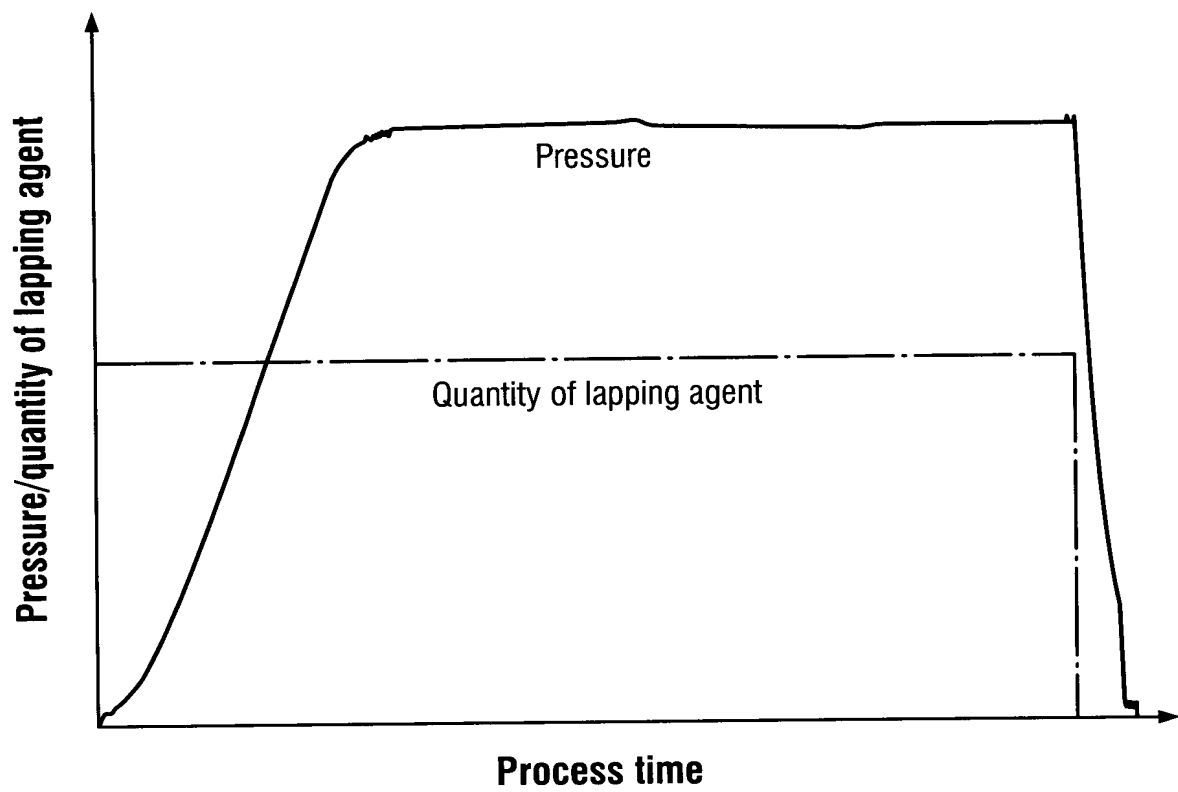 Pressure/quantity of lapping agent
Pressure
Quantity of lapping agent
Process time